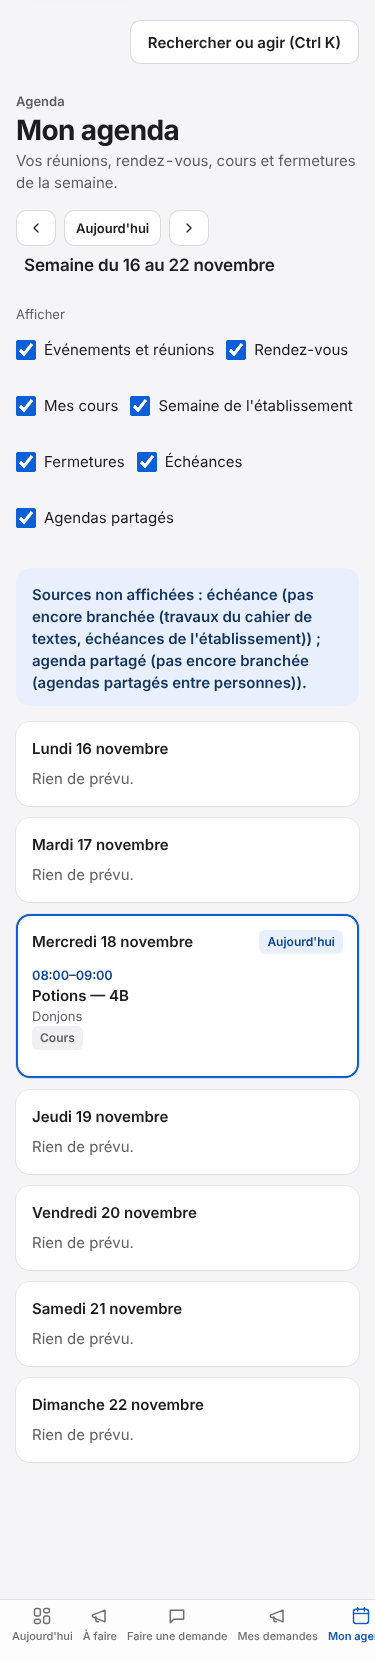 Rechercher ou agir (Ctrl K)
Agenda
Mon agenda
Vos réunions, rendez-vous, cours et fermetures
de la semaine.
Aujourd'hui
Semaine du 16 au 22 novembre
Afficher
Événements et réunions Rendez-vous
Mes cours Semaine de l'établissement
Fermetures Échéances
Agendas partagés
Sources non affichées : échéance (pas
encore branchée (travaux du cahier de
textes, échéances de l'établissement)) ;
agenda partagé (pas encore branchée
(agendas partagés entre personnes)).
Lundi 16 novembre
Rien de prévu.
Mardi 17 novembre
Rien de prévu.
Mercredi 18 novembre Aujourd'hui
08:00–09:00
Potions — 4B
Donjons
Cours
Jeudi 19 novembre
Rien de prévu.
Vendredi 20 novembre
Rien de prévu.
Samedi 21 novembre
Rien de prévu.
Dimanche 22 novembre
Rien de prévu.
Aujourd'hui À faire Faire une demande Mes demandes Mon age